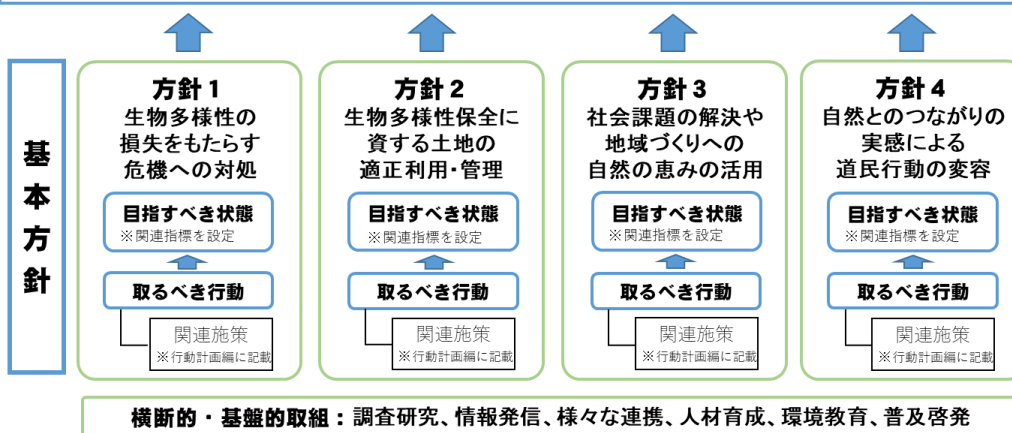 基本方針
方針1
生物多様性の
損失をもたらす
危機への対処
目指すべき状態
※関連指標を設定
取るべき行動
関連施策
※行動計画編に記載
方針2
生物多様性保全に
資する土地の
適正利用・管理
目指すべき状態
※関連指標を設定
取るべき行動
関連施策
※行動計画編に記載
方針3
社会課題の解決や
地域づくりへの
自然の恵みの活用
目指すべき状態
※関連指標を設定
取るべき行動
関連施策
※行動計画編に記載
方針4
自然とのつながりの
実感による
道民行動の変容
目指すべき状態
※関連指標を設定
取るべき行動
関連施策
※行動計画編に記載
横断的・基盤的取組：調査研究、情報発信、様々な連携、人材育成、環境教育、普及啓発